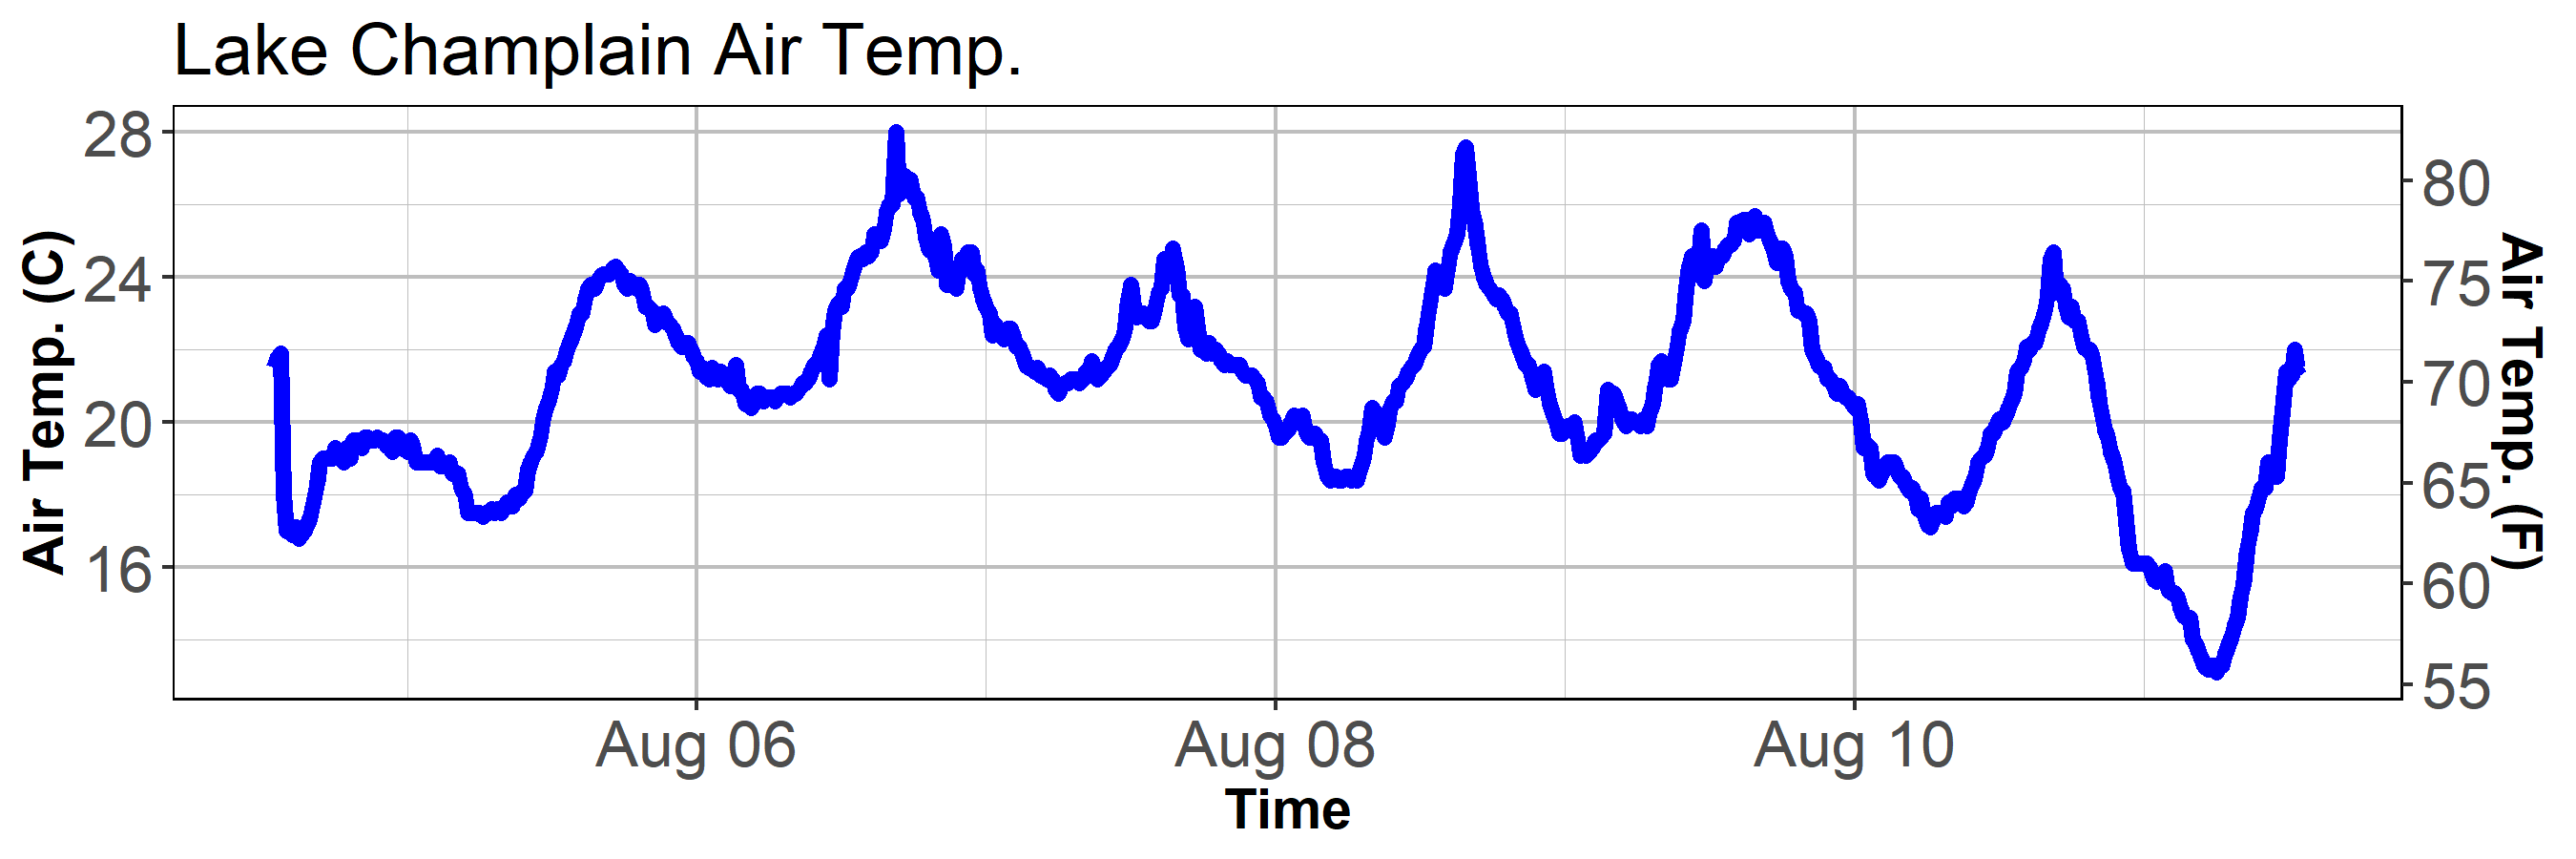 Lake Champlain Air Temp.
28
24
20
16
Air Temp. (C)
80
75
70
65
60
55
Air Temp. (F)
Aug 06
Aug 08
Aug 10
Time